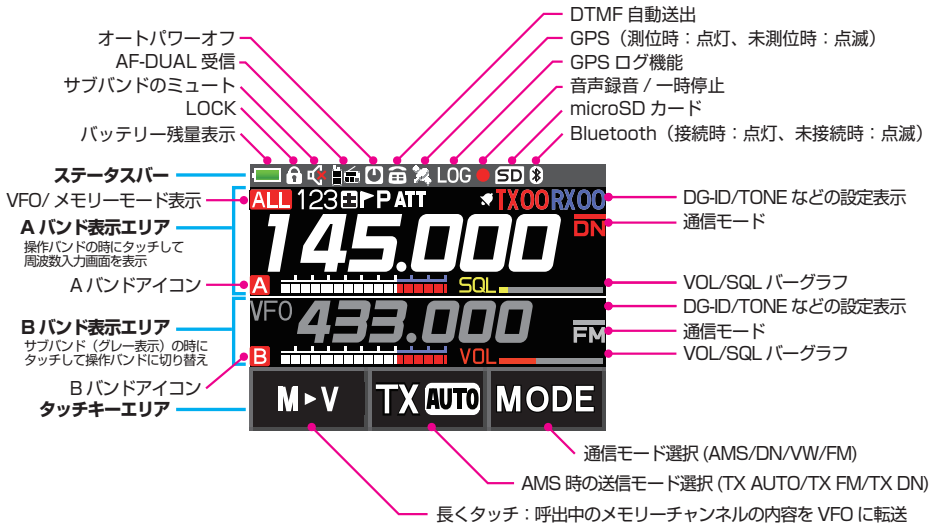 DTMF 自動送出
オートパワーオフ
GPS（測位時：点灯、未測位時：点滅）
AF-DUAL 受信
GPS ログ機能
サブバンドのミュート
音声録音 / 一時停止
LOCK
microSD カード
バッテリー残量表示
Bluetooth（接続時：点灯、未接続時：点滅）
ステータスバー
LOG SD
VFO/ メモリーモード表示
ALL 123 P ATT TX00 RX00
DG-ID/TONE などの設定表示
A バンド表示エリア
145.000
DN
通信モード
操作バンドの時にタッチして
周波数入力画面を表示
A バンドアイコン
A SQL
VOL/SQL バーグラフ
VFO
433.000
DG-ID/TONE などの設定表示
B バンド表示エリア
FM
通信モード
サブバンド（グレー表示）の時に
タッチして操作バンドに切り替え
B VOL
VOL/SQL バーグラフ
B バンドアイコン
タッチキーエリア
M►V TX AUTO MODE
通信モード選択 (AMS/DN/VW/FM)
AMS 時の送信モード選択 (TX AUTO/TX FM/TX DN)
長くタッチ：呼出中のメモリーチャンネルの内容を VFO に転送